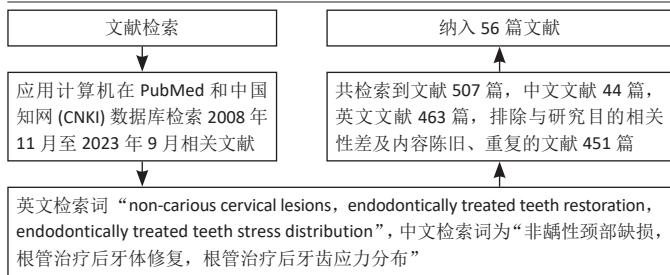 文献检索
应用计算机在 PubMed 和中国
知网 (CNKI) 数据库检索 2008 年
11 月至 2023 年 9 月相关文献
英文检索词“non-carious cervical lesions，endodontically treated teeth restoration，
endodontically treated teeth stress distribution”，中文检索词为“非龋性颈部缺损，
根管治疗后牙体修复，根管治疗后牙齿应力分布”
共检索到文献 507 篇，中文文献 44 篇，
英文文献 463 篇，排除与研究目的相关
性差及内容陈旧、重复的文献 451 篇
纳入 56 篇文献